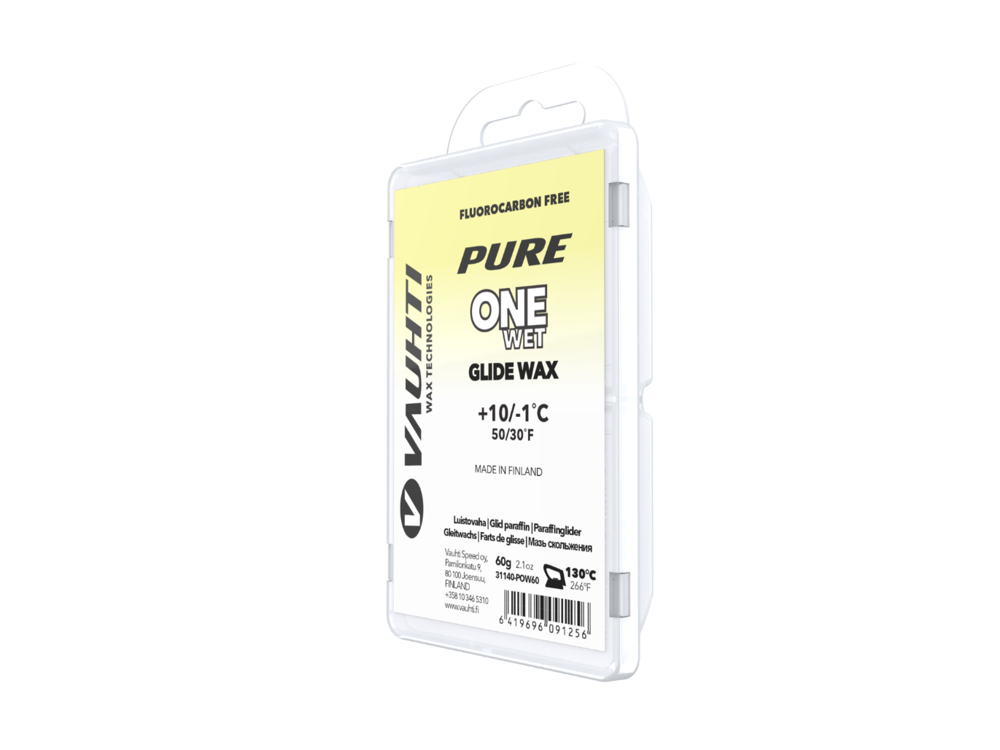 FLUOROCARBON FREE
PURE
ONE
WET
GLIDE WAX
+10/-1°C
50/30°F
MADE IN FINLAND
VAUHTI
WAX TECHNOLOGIES
Luistovaha | Glid paraffin | Paraffinglider
Gleitwachs | Farts de glisse | Мазь скольжения
Vauhti Speed oy,
Pamilonkatu 9,
80 100 Joensuu,
FINLAND
+358 10 346 5310
www.vauhti.fi
60g 2.1oz
31140-POW60
130°C
266°F
6 419696 091256